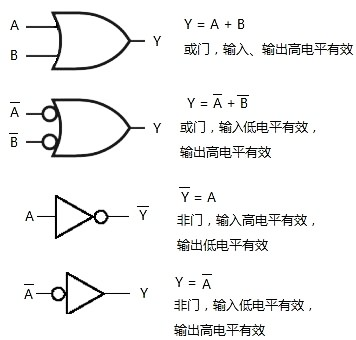 A
B
Y
Y = A + B
或门，输入、输出高电平有效
A̅
B̅
Y
Y = A̅ + B̅
或门，输入低电平有效，
输出高电平有效
A
Y̅
Y̅ = A
非门，输入高电平有效，
输出低电平有效
A̅
Y
Y = A̅
非门，输入低电平有效，
输出高电平有效